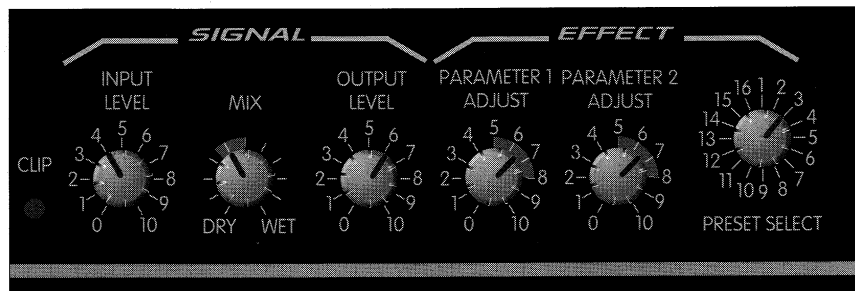 SIGNAL
EFFECT
INPUT
LEVEL
0 1 2 3 4 5 6 7 8 9 10
MIX
DRY WET
OUTPUT
LEVEL
0 1 2 3 4 5 6 7 8 9 10
PARAMETER 1
ADJUST
0 1 2 3 4 5 6 7 8 9 10
PARAMETER 2
ADJUST
0 1 2 3 4 5 6 7 8 9 10
1 2 3 4 5 6 7 8 9 10 11 12 13 14 15 16
PRESET SELECT
CLIP